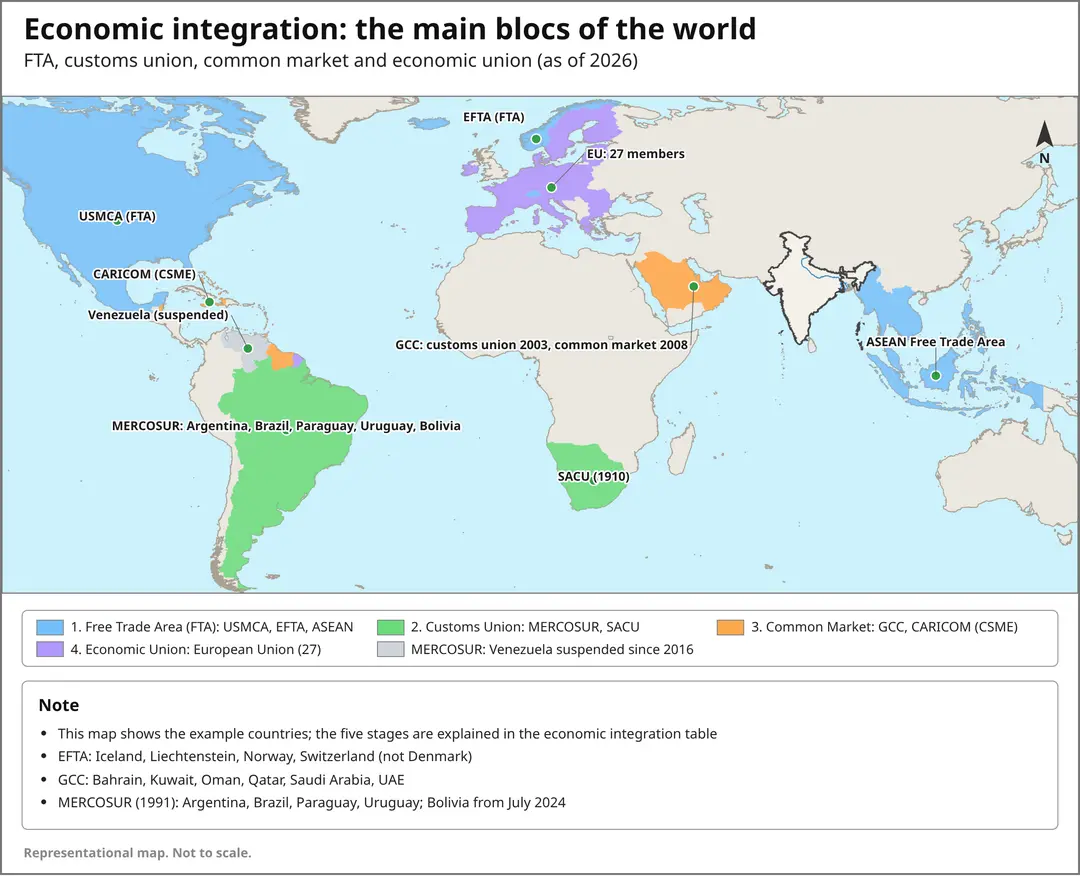 Economic integration: the main blocs of the world
FTA, customs union, common market and economic union (as of 2026)
EFTA (FTA)
N
EU: 27 members
USMCA (FTA)
CARICOM (CSME)
Venezuela (suspended)
GCC: customs union 2003, common market 2008
ASEAN Free Trade Area
MERCOSUR: Argentina, Brazil, Paraguay, Uruguay, Bolivia
SACU (1910)
1. Free Trade Area (FTA): USMCA, EFTA, ASEAN
2. Customs Union: MERCOSUR, SACU
3. Common Market: GCC, CARICOM (CSME)
4. Economic Union: European Union (27)
MERCOSUR: Venezuela suspended since 2016
Note
• This map shows the example countries; the five stages are explained in the economic integration table
• EFTA: Iceland, Liechtenstein, Norway, Switzerland (not Denmark)
• GCC: Bahrain, Kuwait, Oman, Qatar, Saudi Arabia, UAE
• MERCOSUR (1991): Argentina, Brazil, Paraguay, Uruguay; Bolivia from July 2024
Representational map. Not to scale.